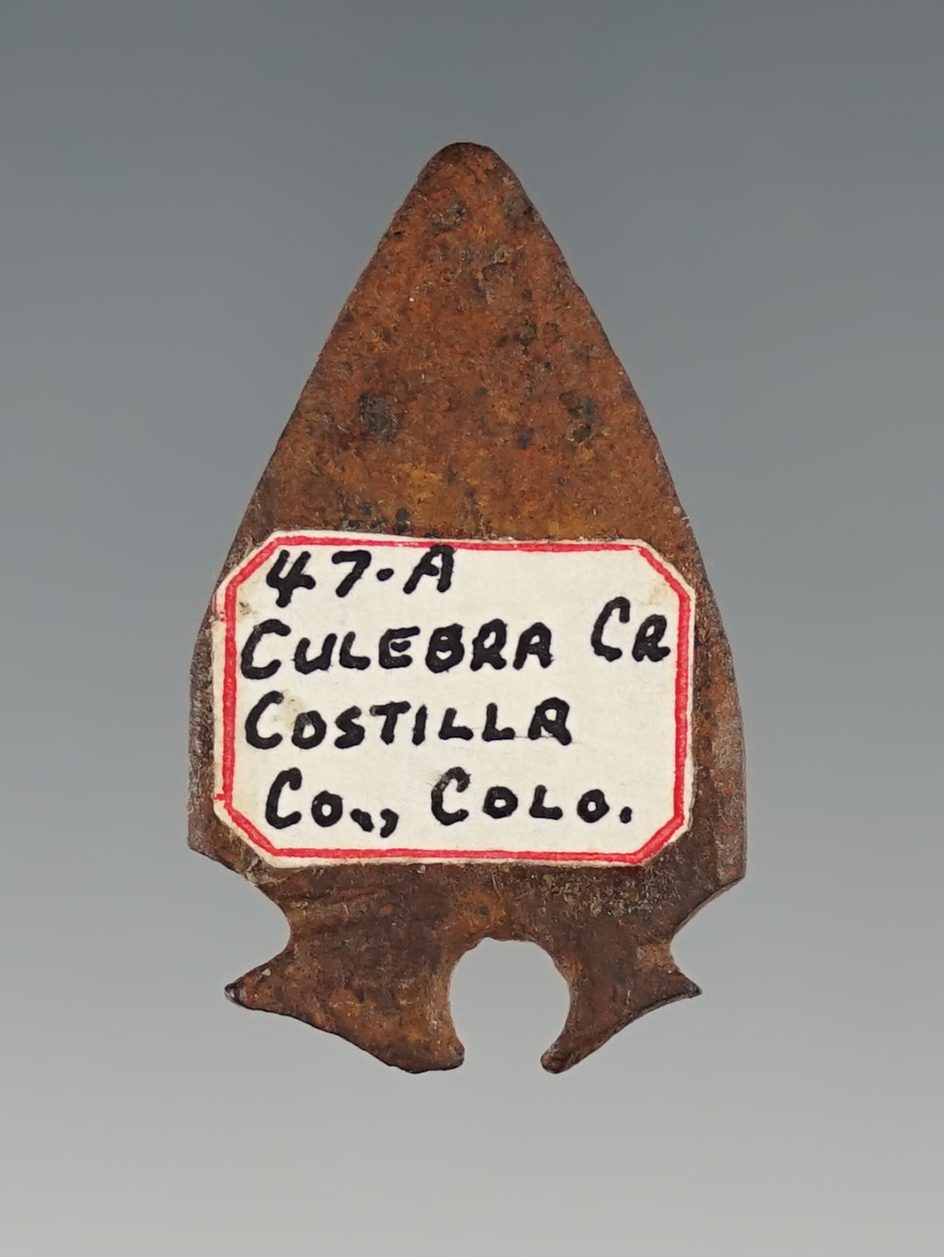 47-A
CULEBRA CR
COSTILLA
Co., COLO.